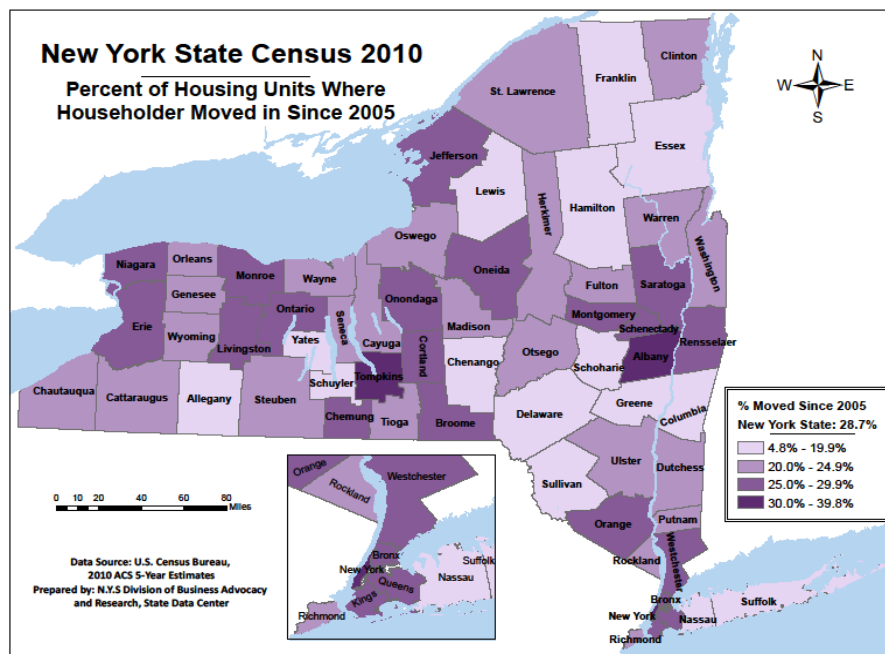 New York State Census 2010
Percent of Housing Units Where
Householder Moved in Since 2005
N
W
E
S
Clinton
Franklin
St. Lawrence
Essex
Jefferson
Lewis
Hamilton
Herkimer
Warren
Washington
Oswego
Oneida
Niagara
Orleans
Monroe
Wayne
Fulton
Saratoga
Genesee
Onondaga
Ontario
Seneca
Montgomery
Erie
Wyoming
Livingston
Yates
Cayuga
Madison
Schenectady
Rensselaer
Cortland
Otsego
Albany
Schoharie
Chenango
Tompkins
Schuyler
Chautauqua
Cattaraugus
Allegany
Steuben
Chemung
Tioga
Broome
Delaware
Greene
Columbia
Ulster
Dutchess
Sullivan
Orange
Putnam
Rockland
Westchester
Bronx
New York
Nassau
Suffolk
Richmond
% Moved Since 2005
New York State: 28.7%
4.8% - 19.9%
20.0% - 24.9%
25.0% - 29.9%
30.0% - 39.8%
0 10 20 40 60 80
Miles
Data Source: U.S. Census Bureau,
2010 ACS 5-Year Estimates
Prepared by: N.Y.S Division of Business Advocacy
and Research, State Data Center
Orange
Westchester
Rockland
Bronx
New York
Suffolk
Queens
Nassau
Kings
Richmond